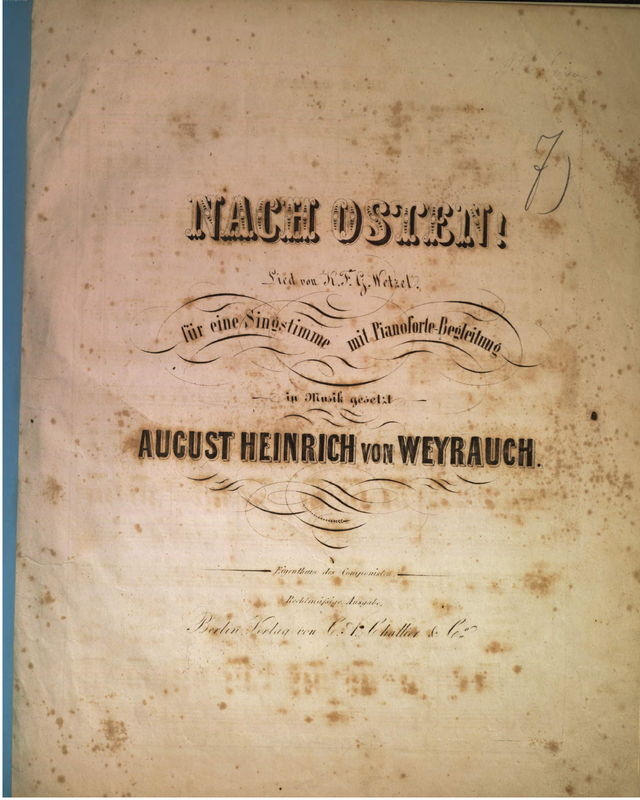 7)
NACH OSTEN!
Lied von K. F. G. Wetzel.
für eine Singstimme mit Pianoforte-Begleitung
in Musik gesetzt
AUGUST HEINRICH VON WEYRAUCH.
Eigenthum des Componisten.
Rechtmäßige Ausgabe.
Berlin Verlag von C. A. Challier & Co.